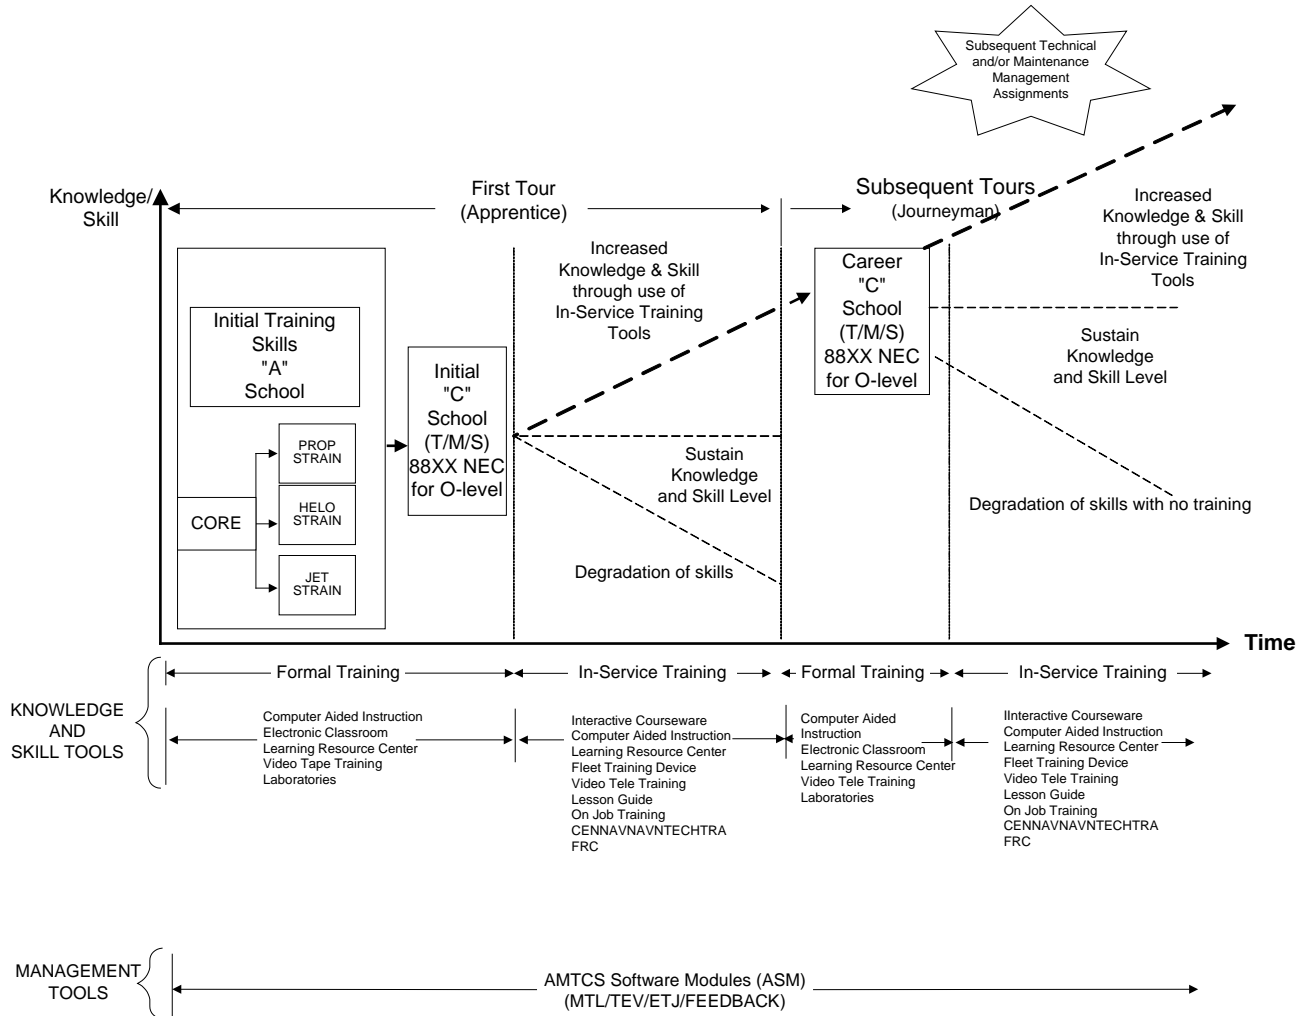 Subsequent Technical
and/or Maintenance
Management
Assignments
Knowledge/
Skill
First Tour
(Apprentice)
Subsequent Tours
(Journeyman)
Increased
Knowledge & Skill
through use of
In-Service Training
Tools
Increased
Knowledge & Skill
through use of
In-Service Training
Tools
Initial Training
Skills
"A"
School
Initial
"C"
School
(T/M/S)
88XX NEC
for O-level
Career
"C"
School
(T/M/S)
88XX NEC
for O-level
CORE
PROP
STRAIN
HELO
STRAIN
JET
STRAIN
Sustain
Knowledge
and Skill Level
Sustain
Knowledge
and Skill Level
Degradation of skills
Degradation of skills with no training
Time
KNOWLEDGE
AND
SKILL TOOLS
Formal Training
In-Service Training
Formal Training
In-Service Training
Computer Aided Instruction
Electronic Classroom
Learning Resource Center
Video Tape Training
Laboratories
Interactive Courseware
Computer Aided Instruction
Learning Resource Center
Fleet Training Device
Video Tele Training
Lesson Guide
On Job Training
CENNAVNAVNTECHTRA
FRC
Computer Aided
Instruction
Electronic Classroom
Learning Resource Center
Video Tele Training
Laboratories
IInteractive Courseware
Computer Aided Instruction
Learning Resource Center
Fleet Training Device
Video Tele Training
Lesson Guide
On Job Training
CENNAVNAVNTECHTRA
FRC
MANAGEMENT
TOOLS
AMTCS Software Modules (ASM)
(MTL/TEV/ETJ/FEEDBACK)